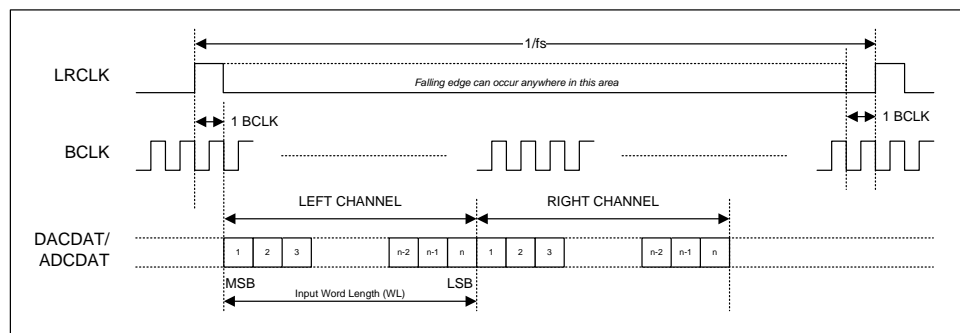 1/fs
LRCLK
Falling edge can occur anywhere in this area
1 BCLK
1 BCLK
BCLK
LEFT CHANNEL
RIGHT CHANNEL
DACDAT/
ADCDAT
1 2 3 n-2 n-1 n 1 2 3 n-2 n-1 n
MSB
LSB
Input Word Length (WL)